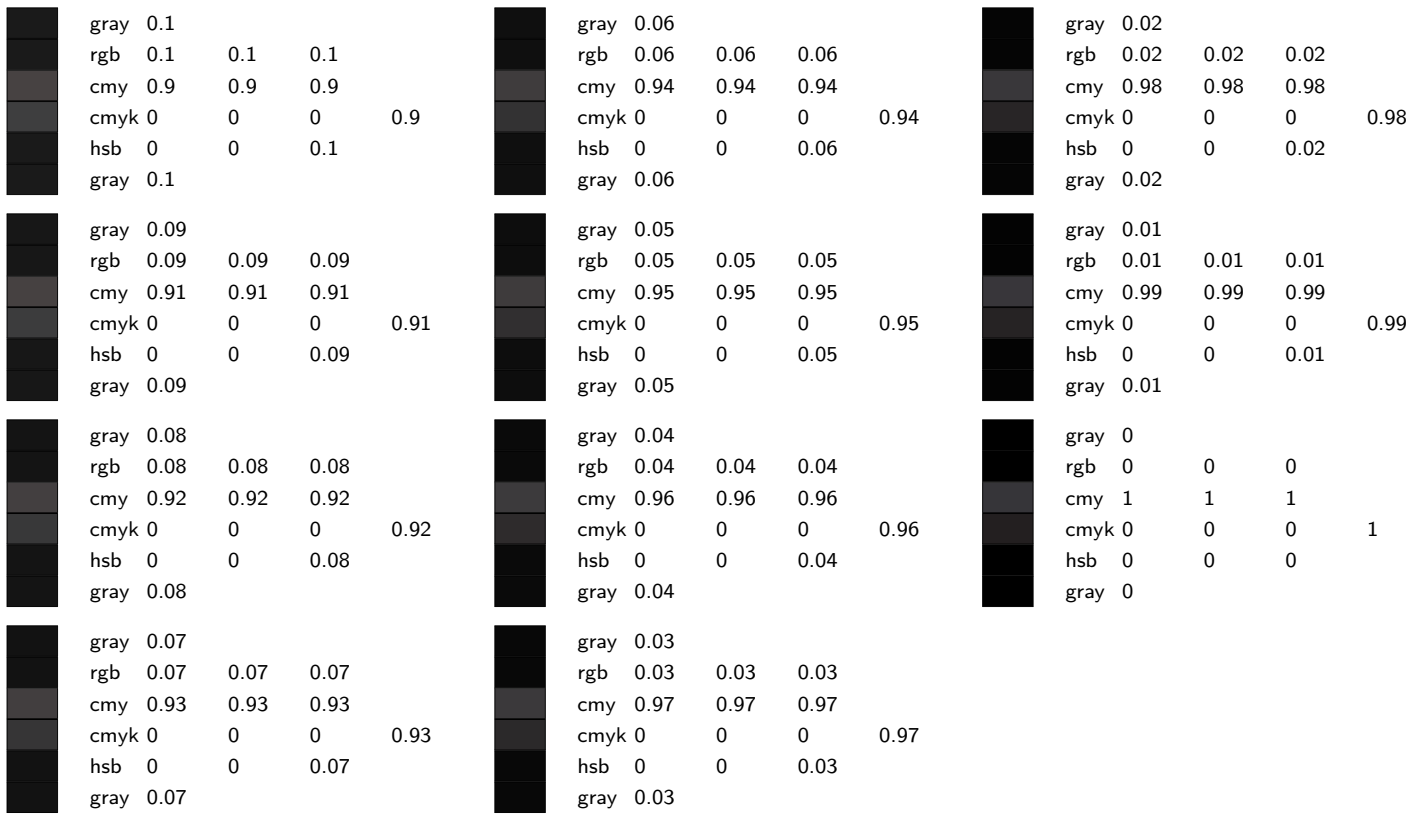 gray 0.1
rgb 0.1 0.1 0.1
cmy 0.9 0.9 0.9
cmyk 0 0 0 0.9
hsb 0 0 0.1
gray 0.1
gray 0.09
rgb 0.09 0.09 0.09
cmy 0.91 0.91 0.91
cmyk 0 0 0 0.91
hsb 0 0 0.09
gray 0.09
gray 0.08
rgb 0.08 0.08 0.08
cmy 0.92 0.92 0.92
cmyk 0 0 0 0.92
hsb 0 0 0.08
gray 0.08
gray 0.07
rgb 0.07 0.07 0.07
cmy 0.93 0.93 0.93
cmyk 0 0 0 0.93
hsb 0 0 0.07
gray 0.07
gray 0.06
rgb 0.06 0.06 0.06
cmy 0.94 0.94 0.94
cmyk 0 0 0 0.94
hsb 0 0 0.06
gray 0.06
gray 0.05
rgb 0.05 0.05 0.05
cmy 0.95 0.95 0.95
cmyk 0 0 0 0.95
hsb 0 0 0.05
gray 0.05
gray 0.04
rgb 0.04 0.04 0.04
cmy 0.96 0.96 0.96
cmyk 0 0 0 0.96
hsb 0 0 0.04
gray 0.04
gray 0.03
rgb 0.03 0.03 0.03
cmy 0.97 0.97 0.97
cmyk 0 0 0 0.97
hsb 0 0 0.03
gray 0.03
gray 0.02
rgb 0.02 0.02 0.02
cmy 0.98 0.98 0.98
cmyk 0 0 0 0.98
hsb 0 0 0.02
gray 0.02
gray 0.01
rgb 0.01 0.01 0.01
cmy 0.99 0.99 0.99
cmyk 0 0 0 0.99
hsb 0 0 0.01
gray 0.01
gray 0
rgb 0 0 0
cmy 1 1 1
cmyk 0 0 0 1
hsb 0 0 0
gray 0